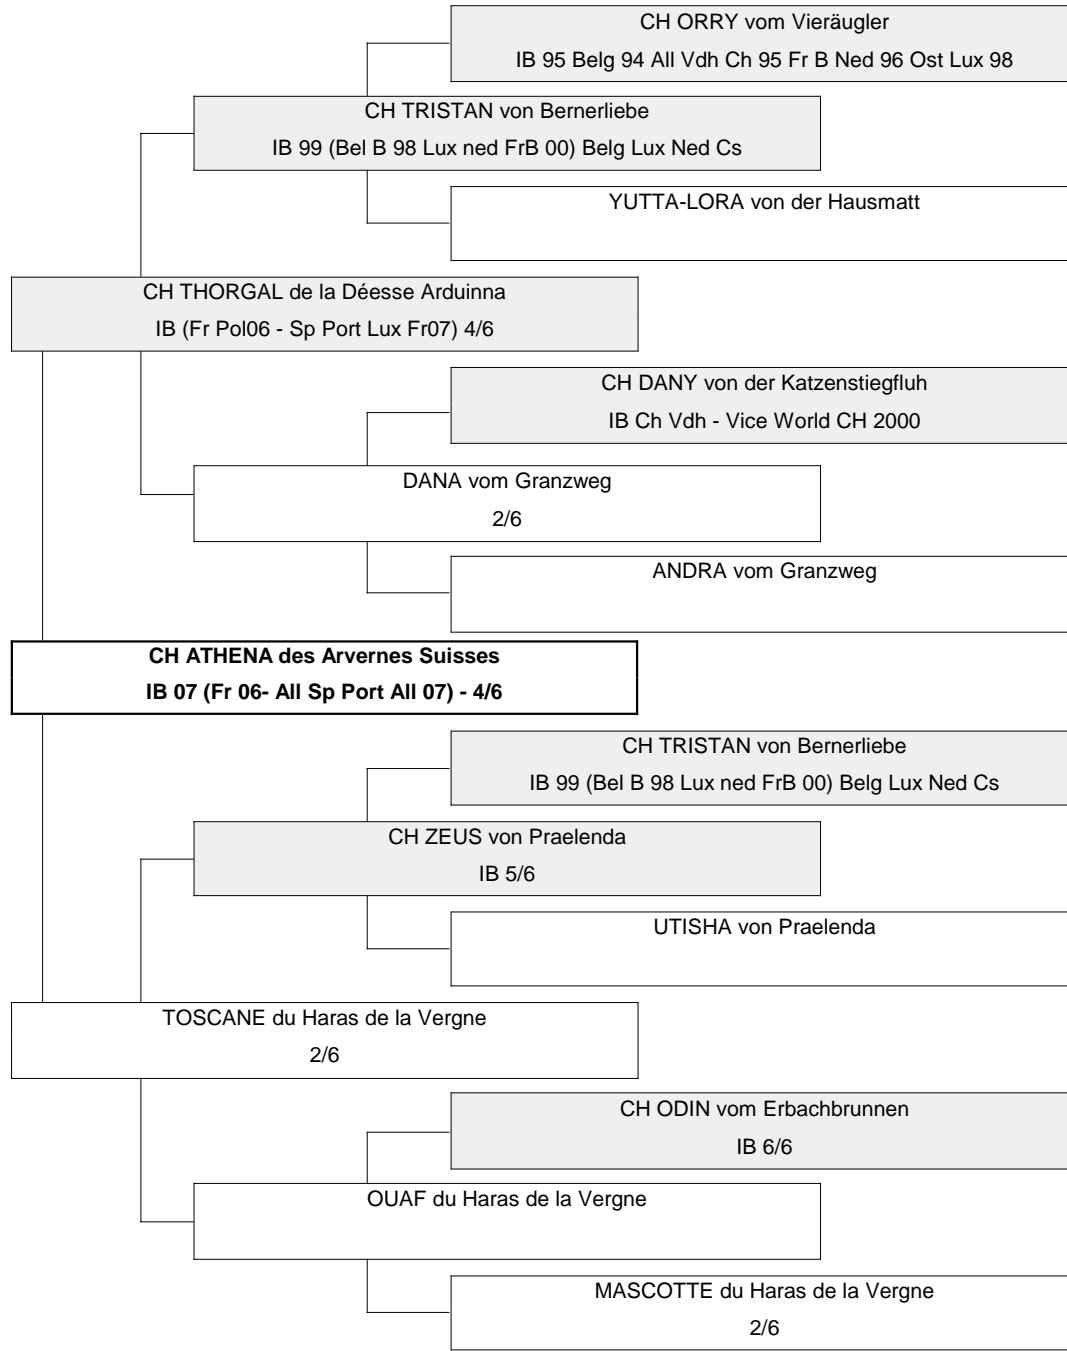 CH ORRY vom Vieräugler
IB 95 Belg 94 All Vdh Ch 95 Fr B Ned 96 Ost Lux 98
CH TRISTAN von Bernerliebe
IB 99 (Bel B 98 Lux ned FrB 00) Belg Lux Ned Cs
YUTTA-LORA von der Hausmatt
CH THORGAL de la Déesse Arduinna
IB (Fr Pol06 - Sp Port Lux Fr07) 4/6
CH DANY von der Katzenstiegfluh
IB Ch Vdh - Vice World CH 2000
DANA vom Granzweg
2/6
ANDRA vom Granzweg
CH ATHENA des Arvernes Suisses
IB 07 (Fr 06- All Sp Port All 07) - 4/6
CH TRISTAN von Bernerliebe
IB 99 (Bel B 98 Lux ned FrB 00) Belg Lux Ned Cs
CH ZEUS von Praelenda
IB 5/6
UTISHA von Praelenda
TOSCANE du Haras de la Vergne
2/6
CH ODIN vom Erbachbrunnen
IB 6/6
OUAF du Haras de la Vergne
MASCOTTE du Haras de la Vergne
2/6